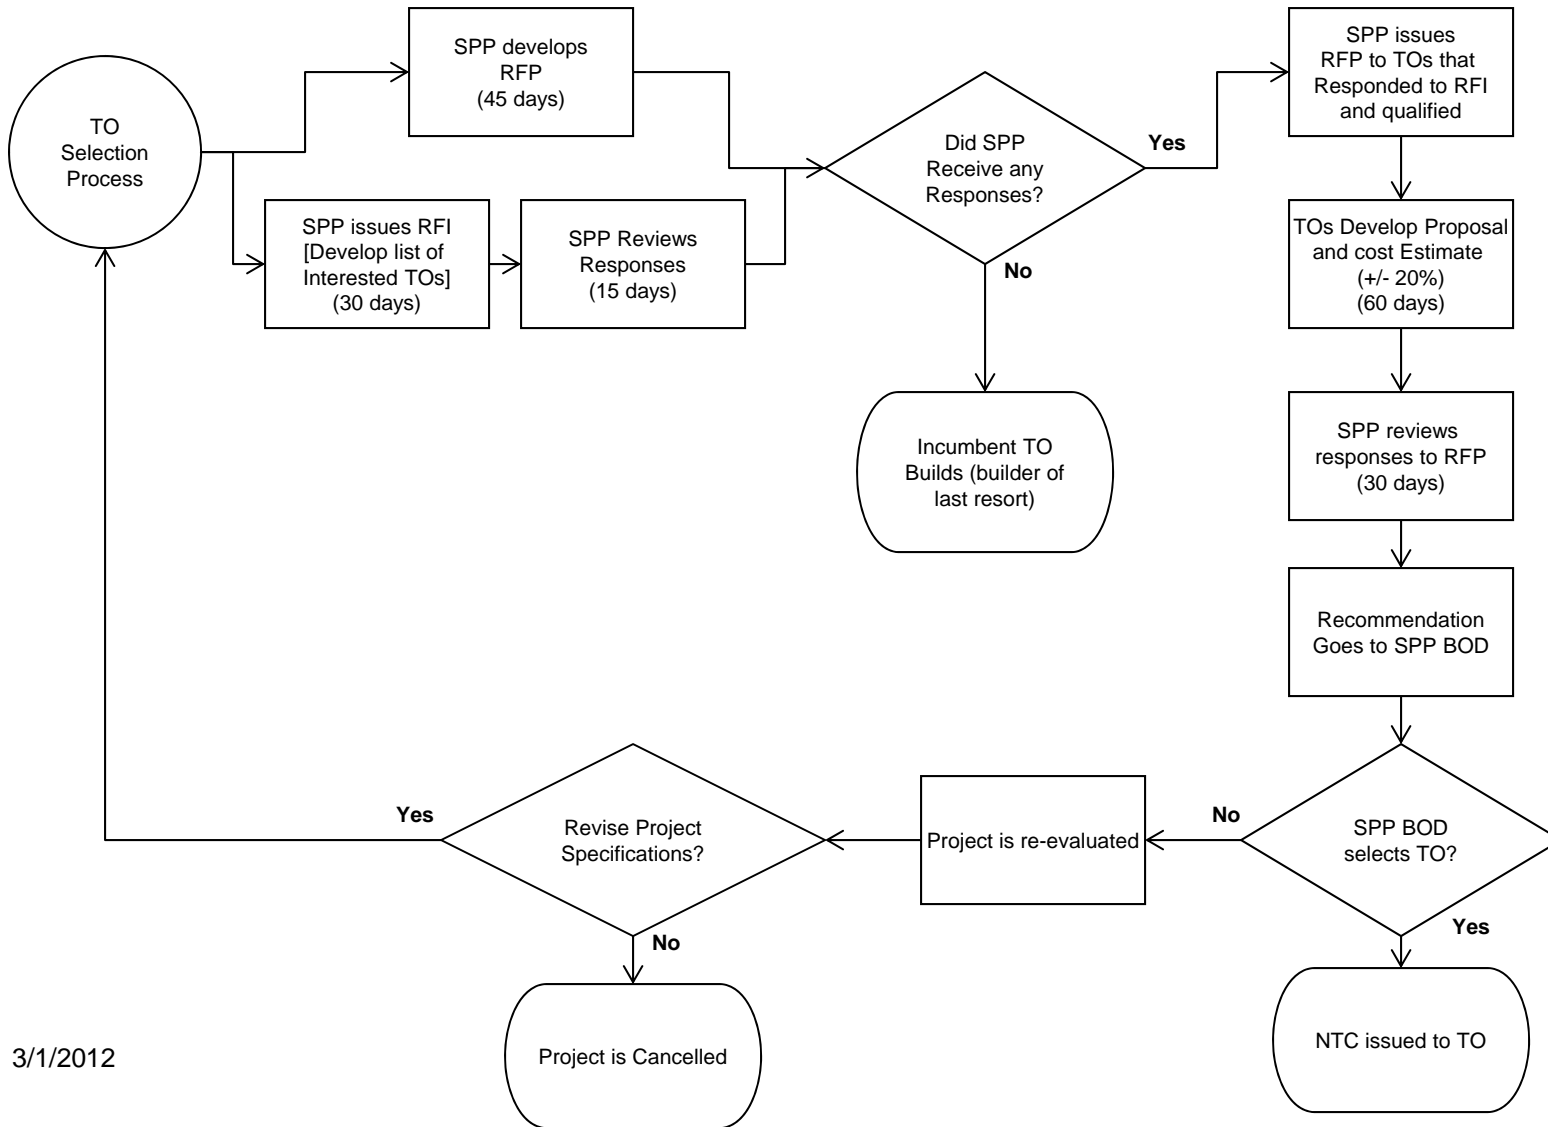 TO
Selection
Process
SPP develops
RFP
(45 days)
SPP issues RFI
[Develop list of
Interested TOs]
(30 days)
SPP Reviews
Responses
(15 days)
Did SPP
Receive any
Responses?
Yes
No
Incumbent TO
Builds (builder of
last resort)
SPP issues
RFP to TOs that
Responded to RFI
and qualified
TOs Develop Proposal
and cost Estimate
(+/- 20%)
(60 days)
SPP reviews
responses to RFP
(30 days)
Recommendation
Goes to SPP BOD
SPP BOD
selects TO?
No
Yes
Project is re-evaluated
Revise Project
Specifications?
Yes
No
Project is Cancelled
NTC issued to TO
3/1/2012